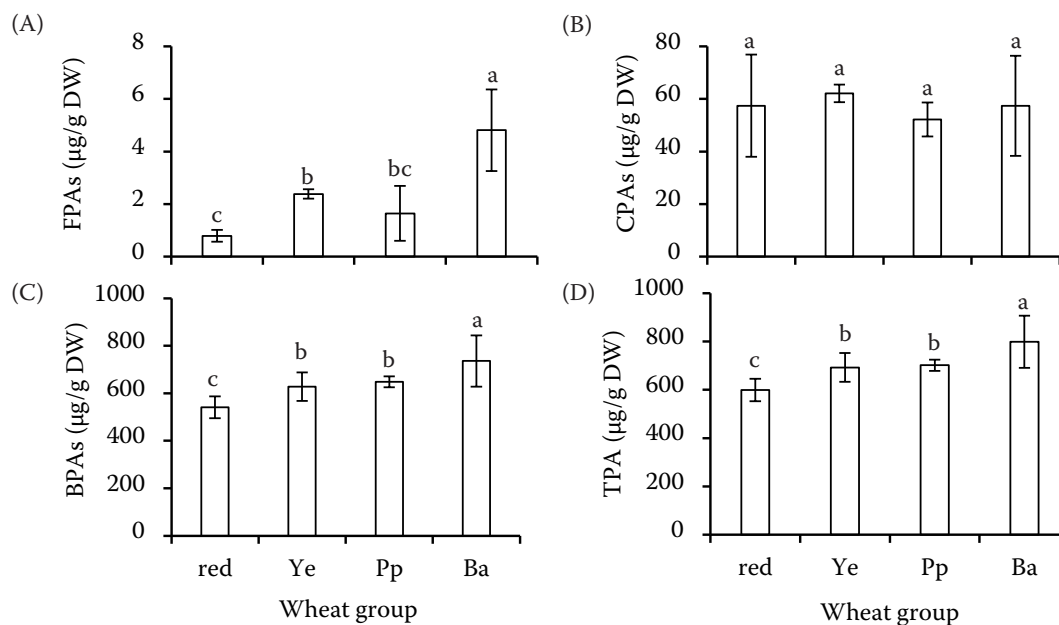 (A)
FPAs (µg/g DW)
8
6
4
2
0
c
b
bc
a
(B)
CPAs (µg/g DW)
80
60
40
20
0
a
a
a
a
(C)
BPAs (µg/g DW)
1000
800
600
400
200
0
c
b
b
a
red Ye Pp Ba
Wheat group
(D)
TPA (µg/g DW)
1000
800
600
400
200
0
c
b
b
a
red Ye Pp Ba
Wheat group